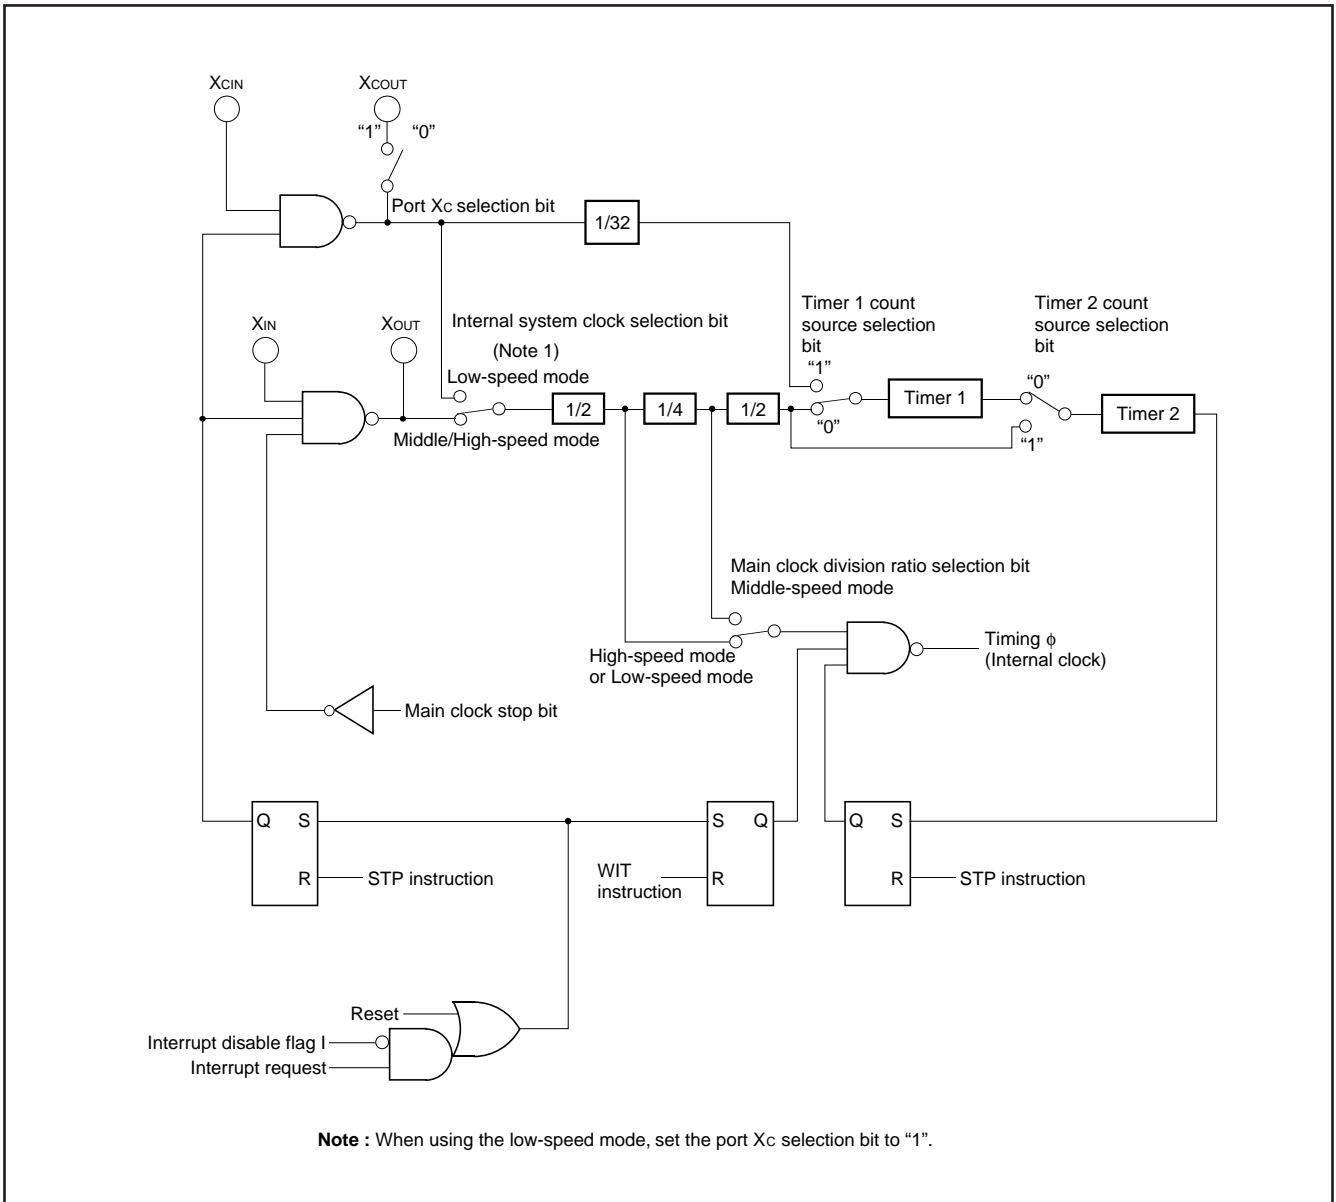 XCIN
XCOUT
“1”
“0”
Port XC selection bit
1/32
XIN
XOUT
Internal system clock selection bit
(Note 1)
Low-speed mode
Middle/High-speed mode
1/2
1/4
1/2
Timer 1 count
source selection
bit
“1”
“0”
Timer 1
Timer 2 count
source selection
bit
“0”
“1”
Timer 2
Main clock division ratio selection bit
Middle-speed mode
High-speed mode
or Low-speed mode
Timing ϕ
(Internal clock)
Main clock stop bit
Q S
R
STP instruction
WIT
instruction
S Q
R
Q S
R
STP instruction
Reset
Interrupt disable flag I
Interrupt request
Note : When using the low-speed mode, set the port XC selection bit to “1”.